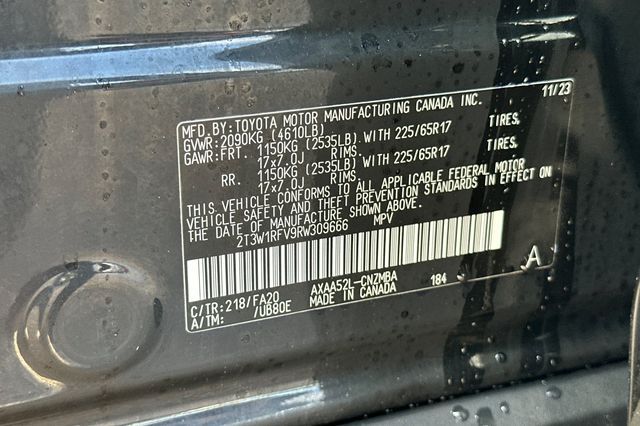 MFD. BY: TOYOTA MOTOR MANUFACTURING CANADA INC. 11/23
GVWR: 2090KG (4610LB)
GAWR: FRT. 1150KG (2535LB) WITH 225/65R17 TIRES.
17x7.0J RIMS.
RR. 1150KG (2535LB) WITH 225/65R17 TIRES.
17x7.0J RIMS.
THIS VEHICLE CONFORMS TO ALL APPLICABLE FEDERAL MOTOR
VEHICLE SAFETY AND THEFT PREVENTION STANDARDS IN EFFECT ON
THE DATE OF MANUFACTURE SHOWN ABOVE.
2T3W1RFV9RW309666 MPV
A
C/TR: 218/FA20 AXAA52L-CNZMBA 184
A/TM: /UB80E MADE IN CANADA